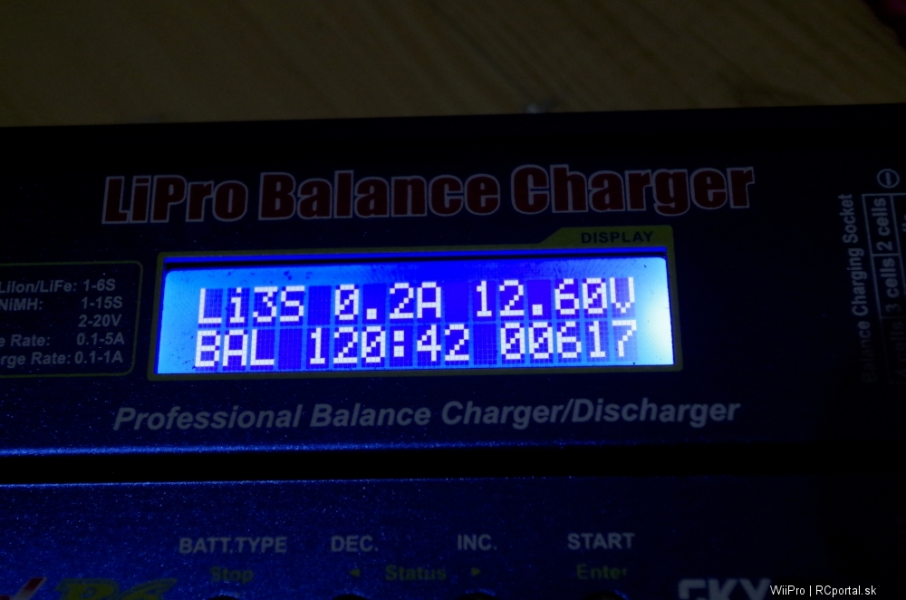 LiPro Balance Charger
DISPLAY
Li3S 0.2A 12.60V
BAL 120:42 00617
Professional Balance Charger/Discharger
LiIon/LiFe: 1-6S
NiMH: 1-15S
2-20V
Rate: 0.1-5A
Rate: 0.1-1A
Balance Charging Socket
2 cells
3 cells
BATT.TYPE DEC. INC. START
Stop ◄ Status ► Enter
WiiPro | RCportal.sk